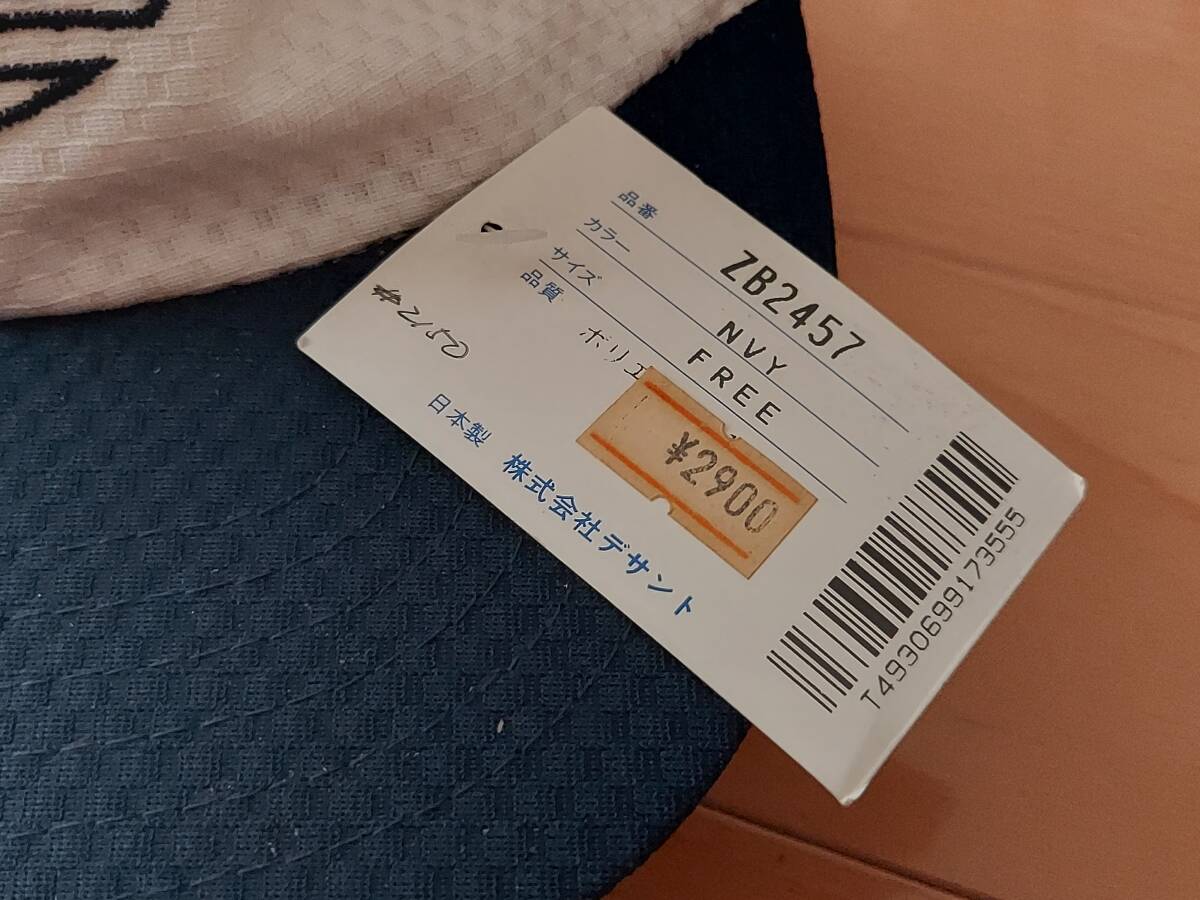 品番 ZB2457
カラー NVY
サイズ FREE
品質 ポリエ
¥2900
日本製 株式会社デサント
T4930699173555